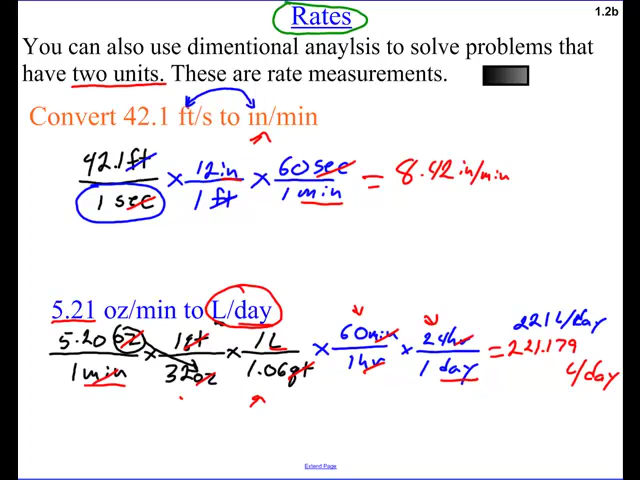 Rates
1.2b
You can also use dimentional anaylsis to solve problems that
have two units. These are rate measurements.
Convert 42.1 ft/s to in/min
42.1 ft / 1 sec × 12 in / 1 ft × 60 sec / 1 min = 8.42 in/min
5.21 oz/min to L/day
5.20 oz / 1 min × 1 qt / 32 oz × 1 L / 1.06 qt × 60 min / 1 hr × 24 hr / 1 day = 221.179 L/day
221 L/day
Extend Page